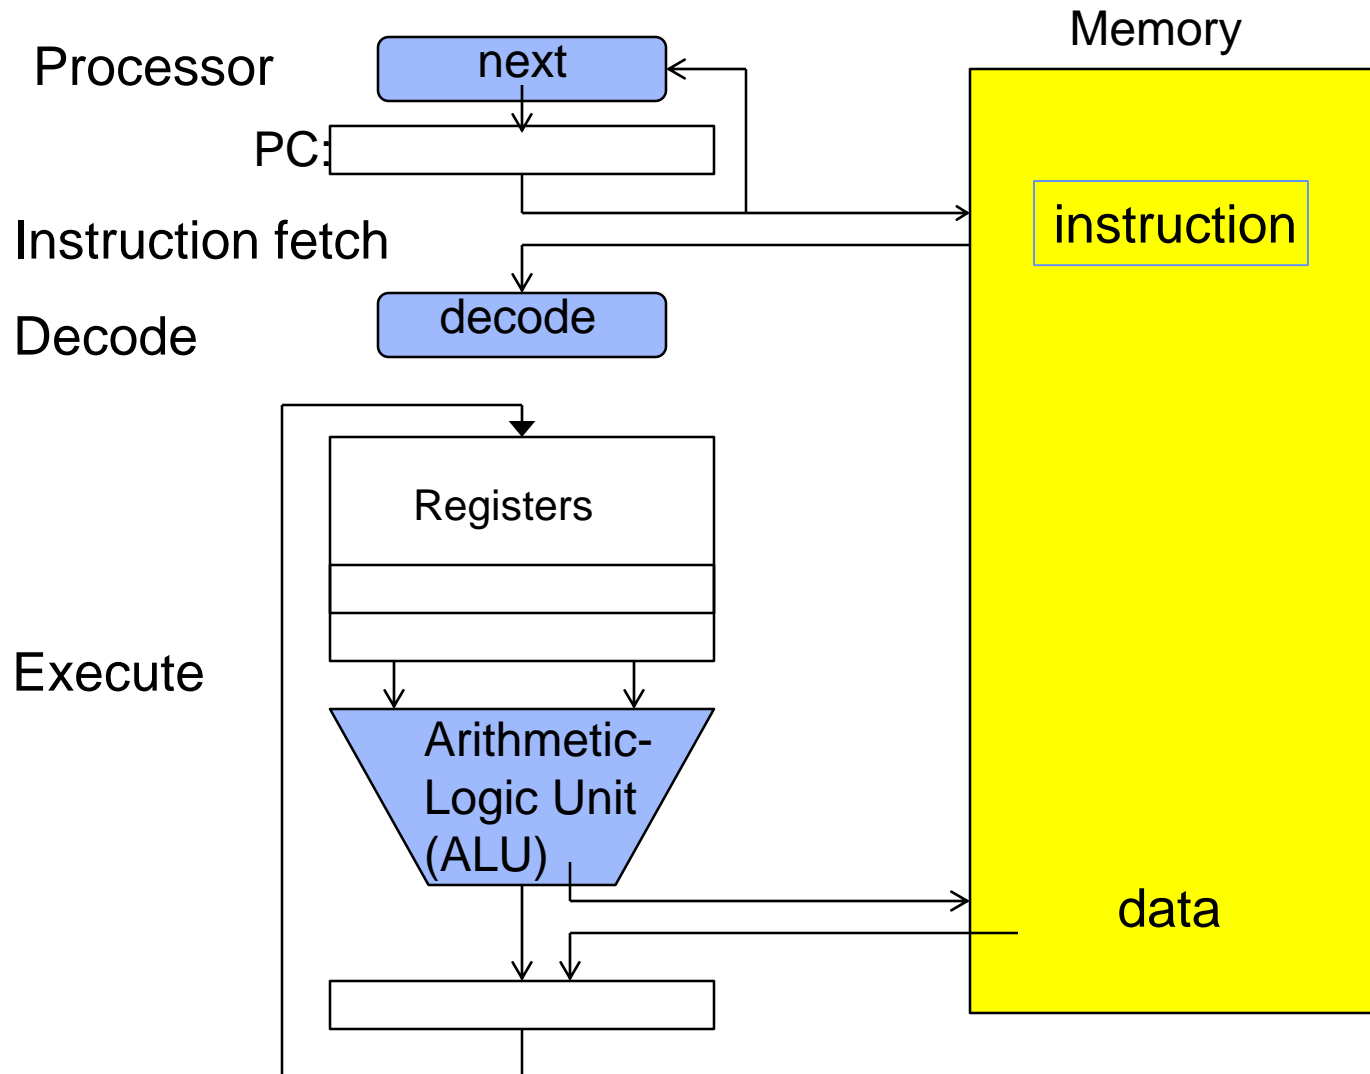 Memory
Processor
next
PC:
instruction
Instruction fetch
decode
Decode
Registers
Execute
Arithmetic-
Logic Unit
(ALU)
data